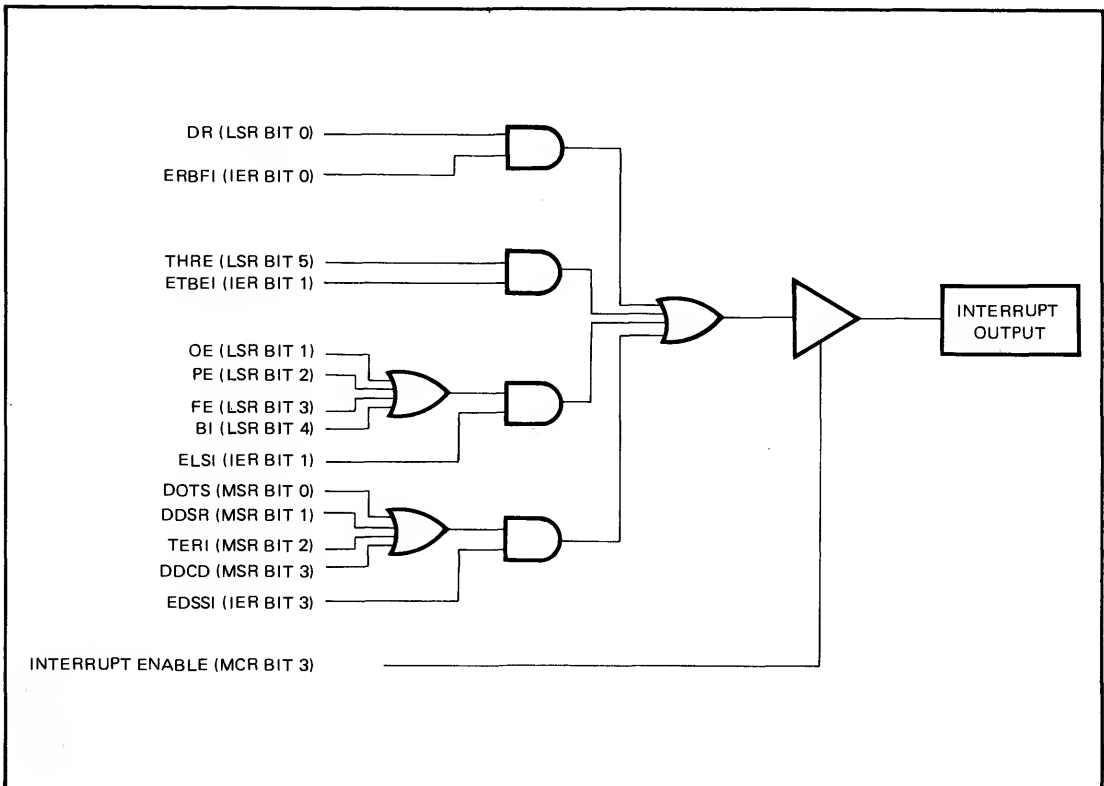 DR (LSR BIT 0)
ERBFI (IER BIT 0)
THRE (LSR BIT 5)
ETBEI (IER BIT 1)
OE (LSR BIT 1)
PE (LSR BIT 2)
FE (LSR BIT 3)
BI (LSR BIT 4)
ELSI (IER BIT 1)
DOTS (MSR BIT 0)
DDSR (MSR BIT 1)
TERI (MSR BIT 2)
DDCD (MSR BIT 3)
EDSSI (IER BIT 3)
INTERRUPT ENABLE (MCR BIT 3)
INTERRUPT
OUTPUT